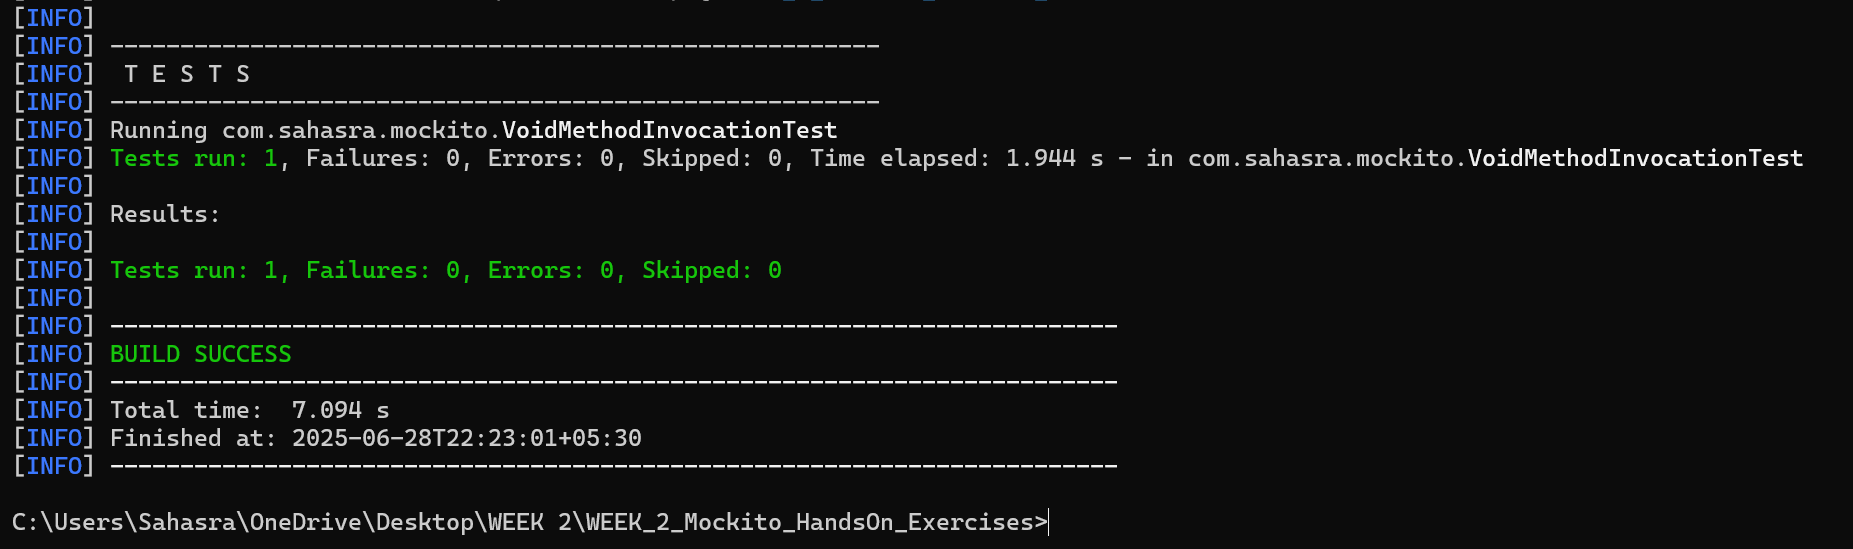 [INFO]
[INFO] -------------------------------------------------------
[INFO]  T E S T S
[INFO] -------------------------------------------------------
[INFO] Running com.sahasra.mockito.VoidMethodInvocationTest
[INFO] Tests run: 1, Failures: 0, Errors: 0, Skipped: 0, Time elapsed: 1.944 s - in com.sahasra.mockito.VoidMethodInvocationTest
[INFO]
[INFO] Results:
[INFO]
[INFO] Tests run: 1, Failures: 0, Errors: 0, Skipped: 0
[INFO]
[INFO] ------------------------------------------------------------------------
[INFO] BUILD SUCCESS
[INFO] ------------------------------------------------------------------------
[INFO] Total time:  7.094 s
[INFO] Finished at: 2025-06-28T22:23:01+05:30
[INFO] ------------------------------------------------------------------------
C:\Users\Sahasra\OneDrive\Desktop\WEEK 2\WEEK_2_Mockito_HandsOn_Exercises>